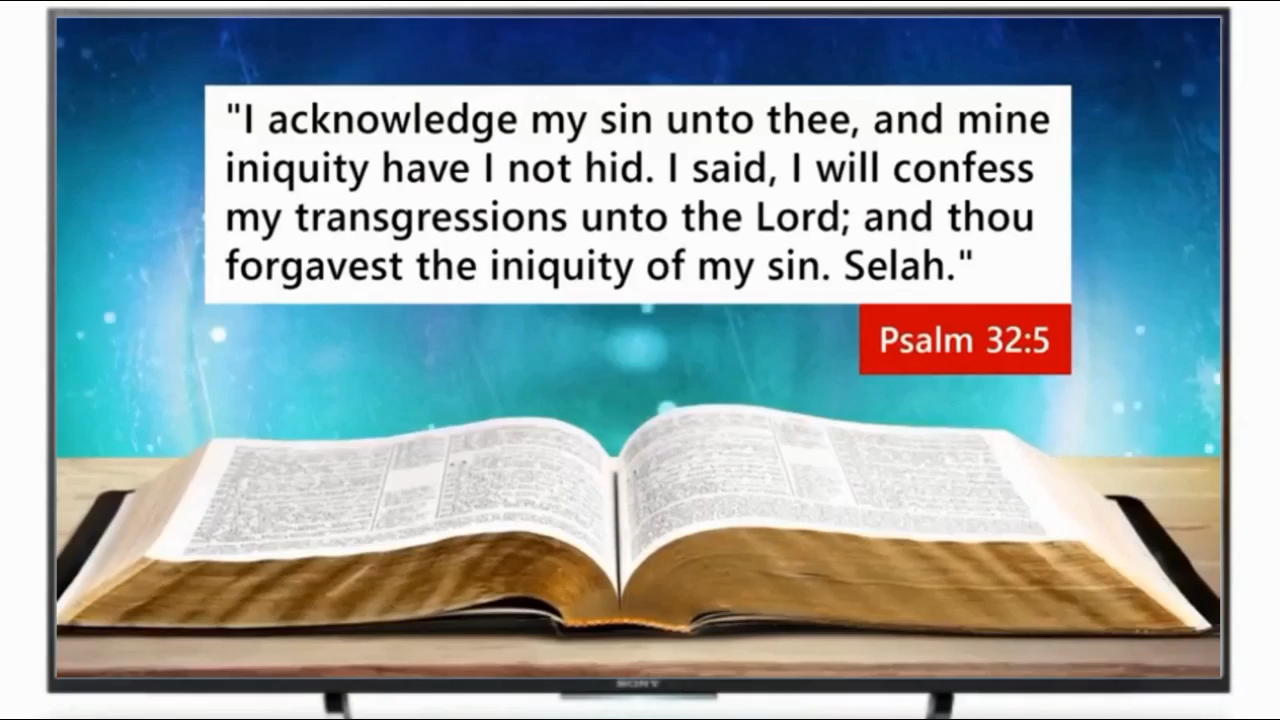 "I acknowledge my sin unto thee, and mine
iniquity have I not hid. I said, I will confess
my transgressions unto the Lord; and thou
forgavest the iniquity of my sin. Selah."
Psalm 32:5
SONY